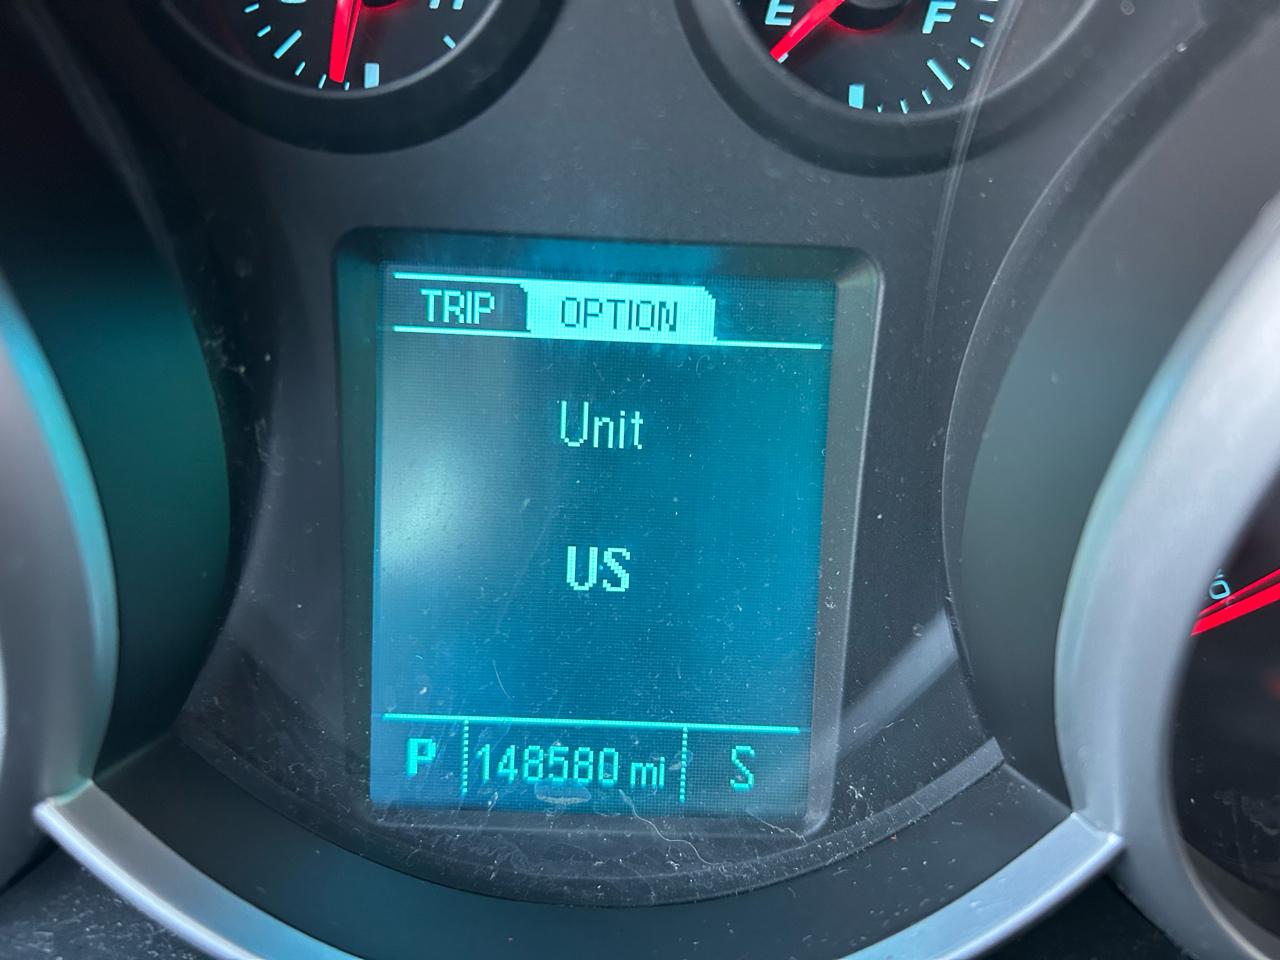 E F
TRIP OPTION
Unit
US
P 148580 mi S